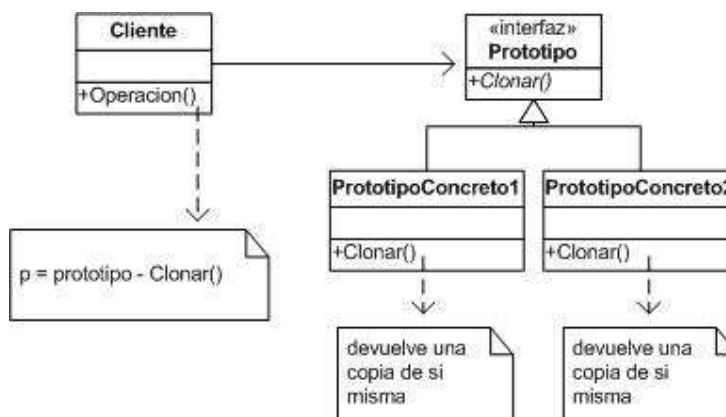 Cliente
+Operacion()
«interfaz»
Prototipo
+Clonar()
PrototipoConcreto1
+Clonar()
PrototipoConcreto2
+Clonar()
p = prototipo - Clonar()
devuelve una
copia de si
misma
devuelve una
copia de si
misma